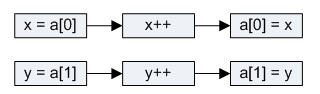 x = a[0] x++ a[0] = x
y = a[1] y++ a[1] = y